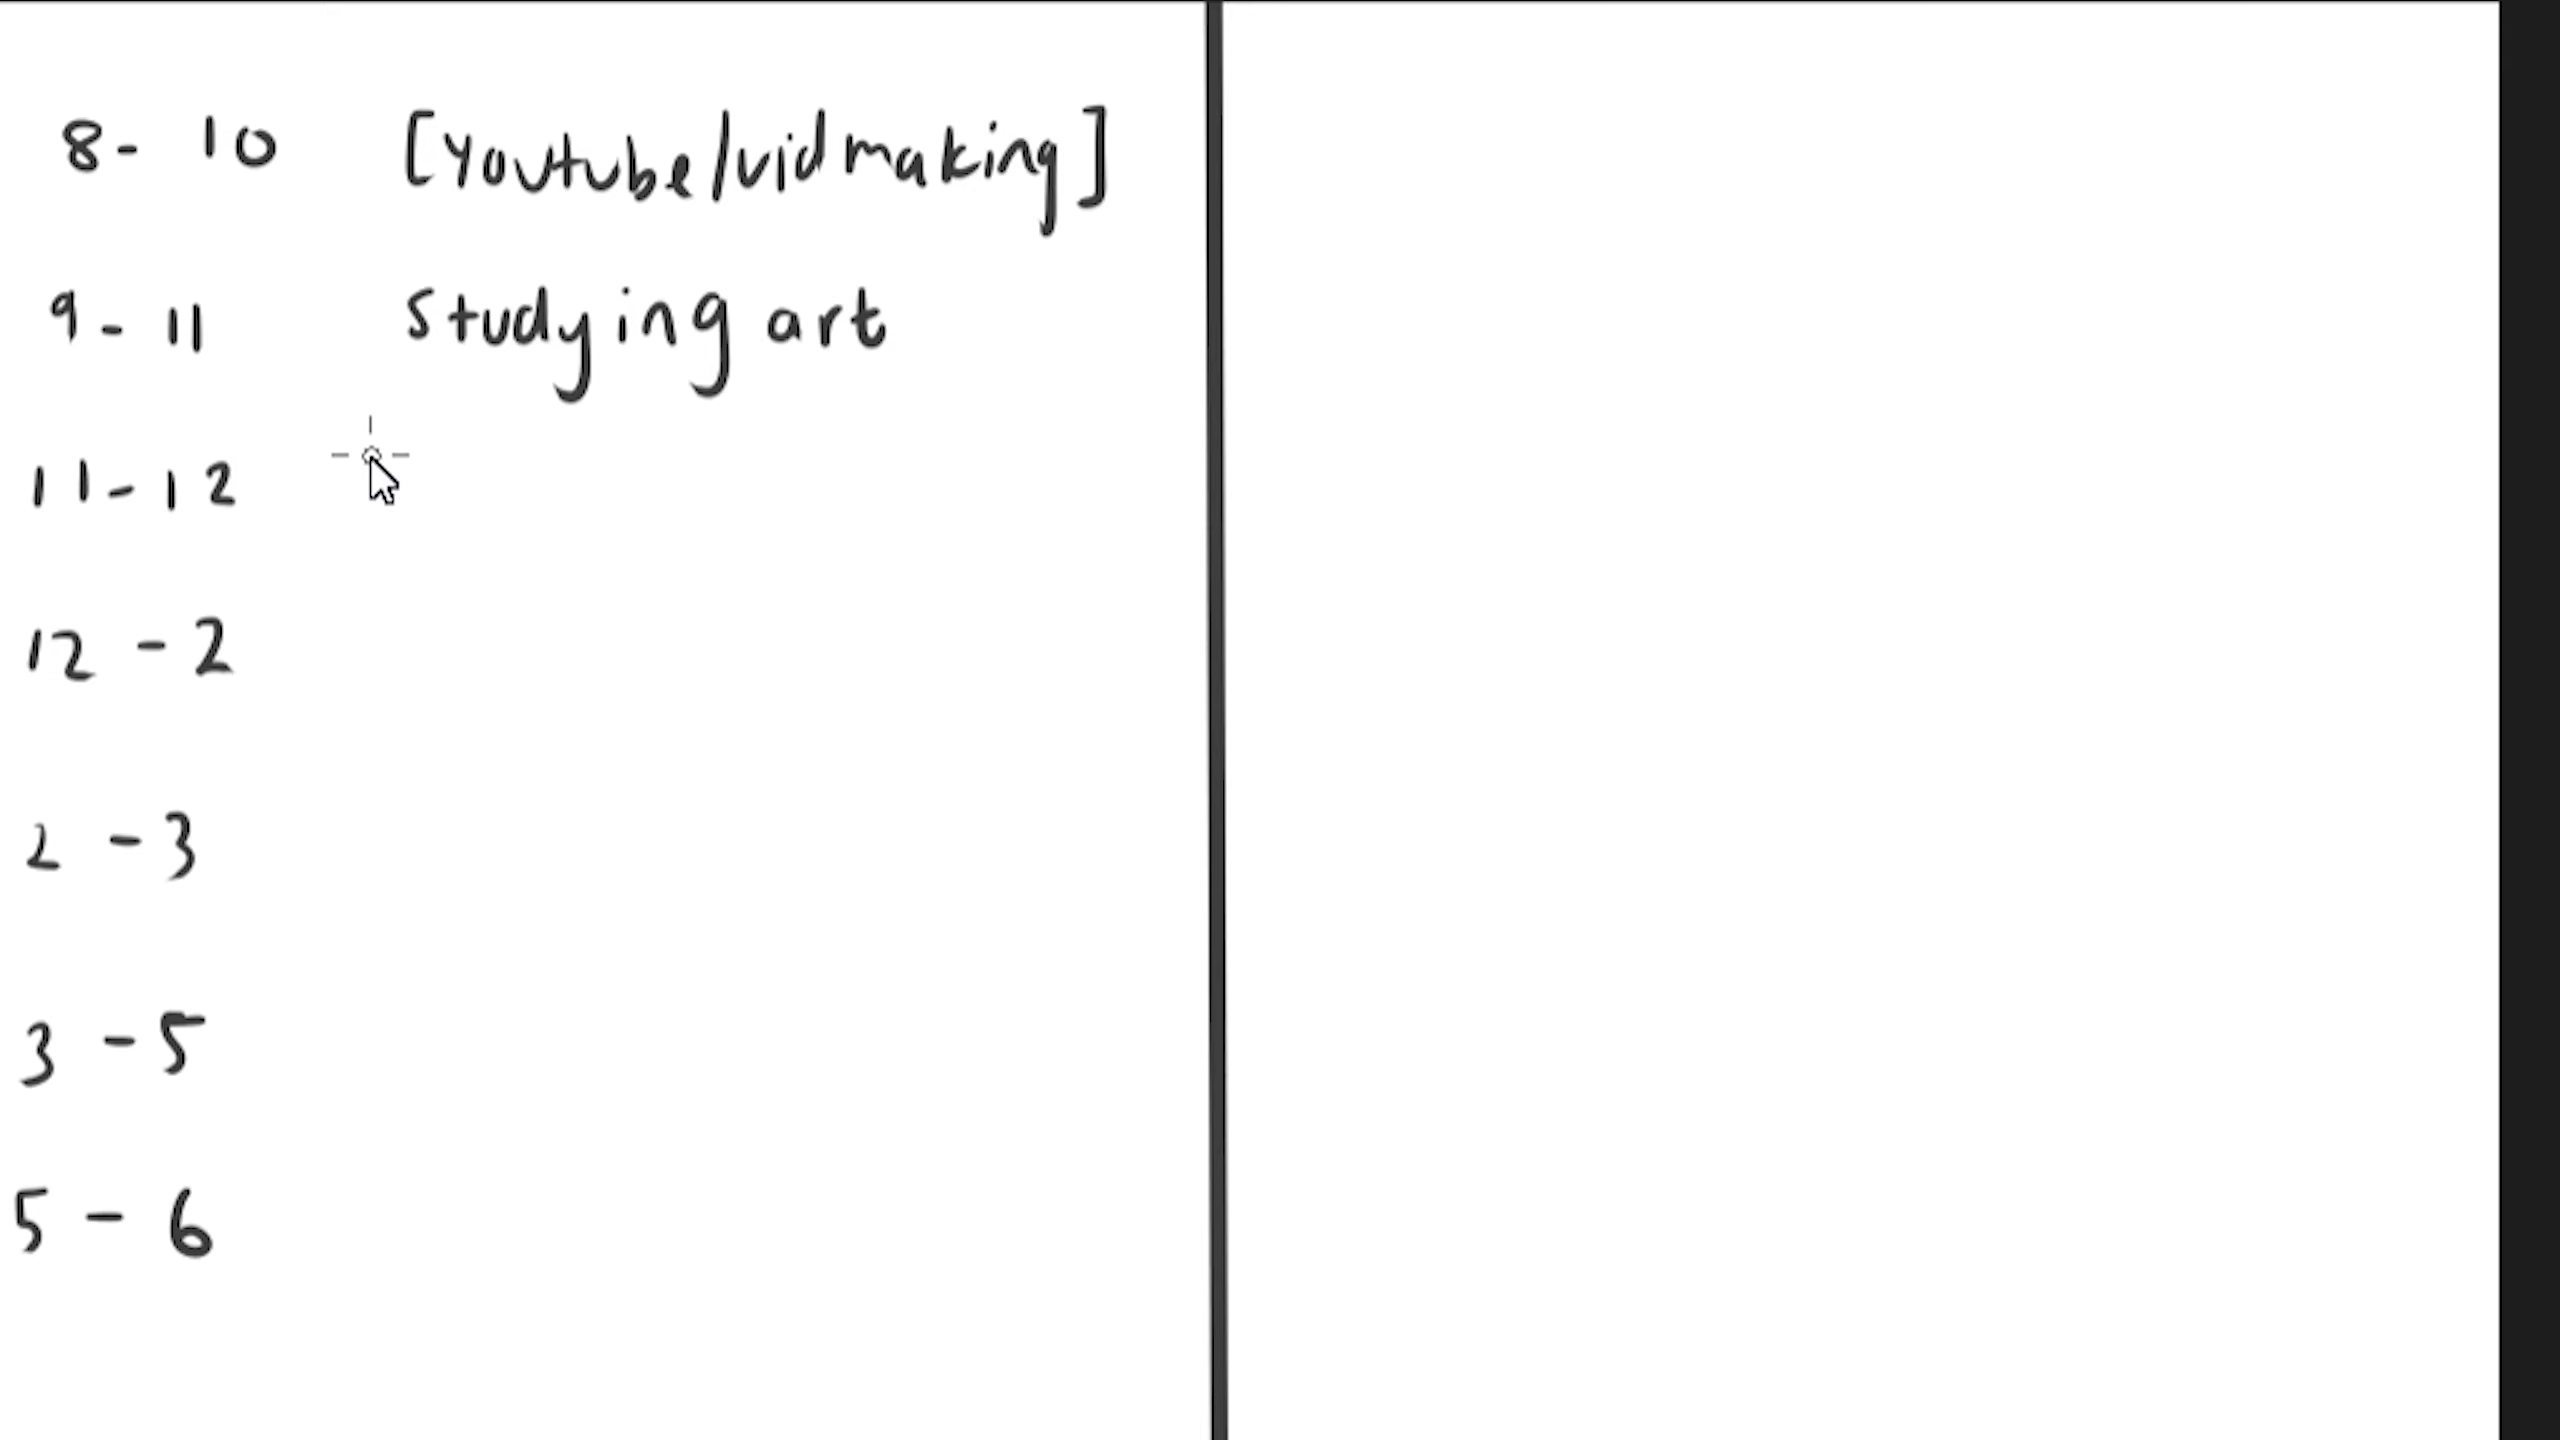 8- 10 [Youtube/vidmaking]
9- 11 studying art
11-12
12 - 2
2 - 3
3 - 5
5 - 6